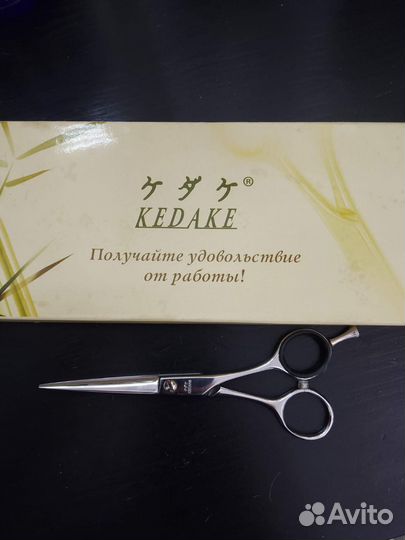 ケダケ®
KEDAKE
Получайте удовольствие
от работы!
Avito